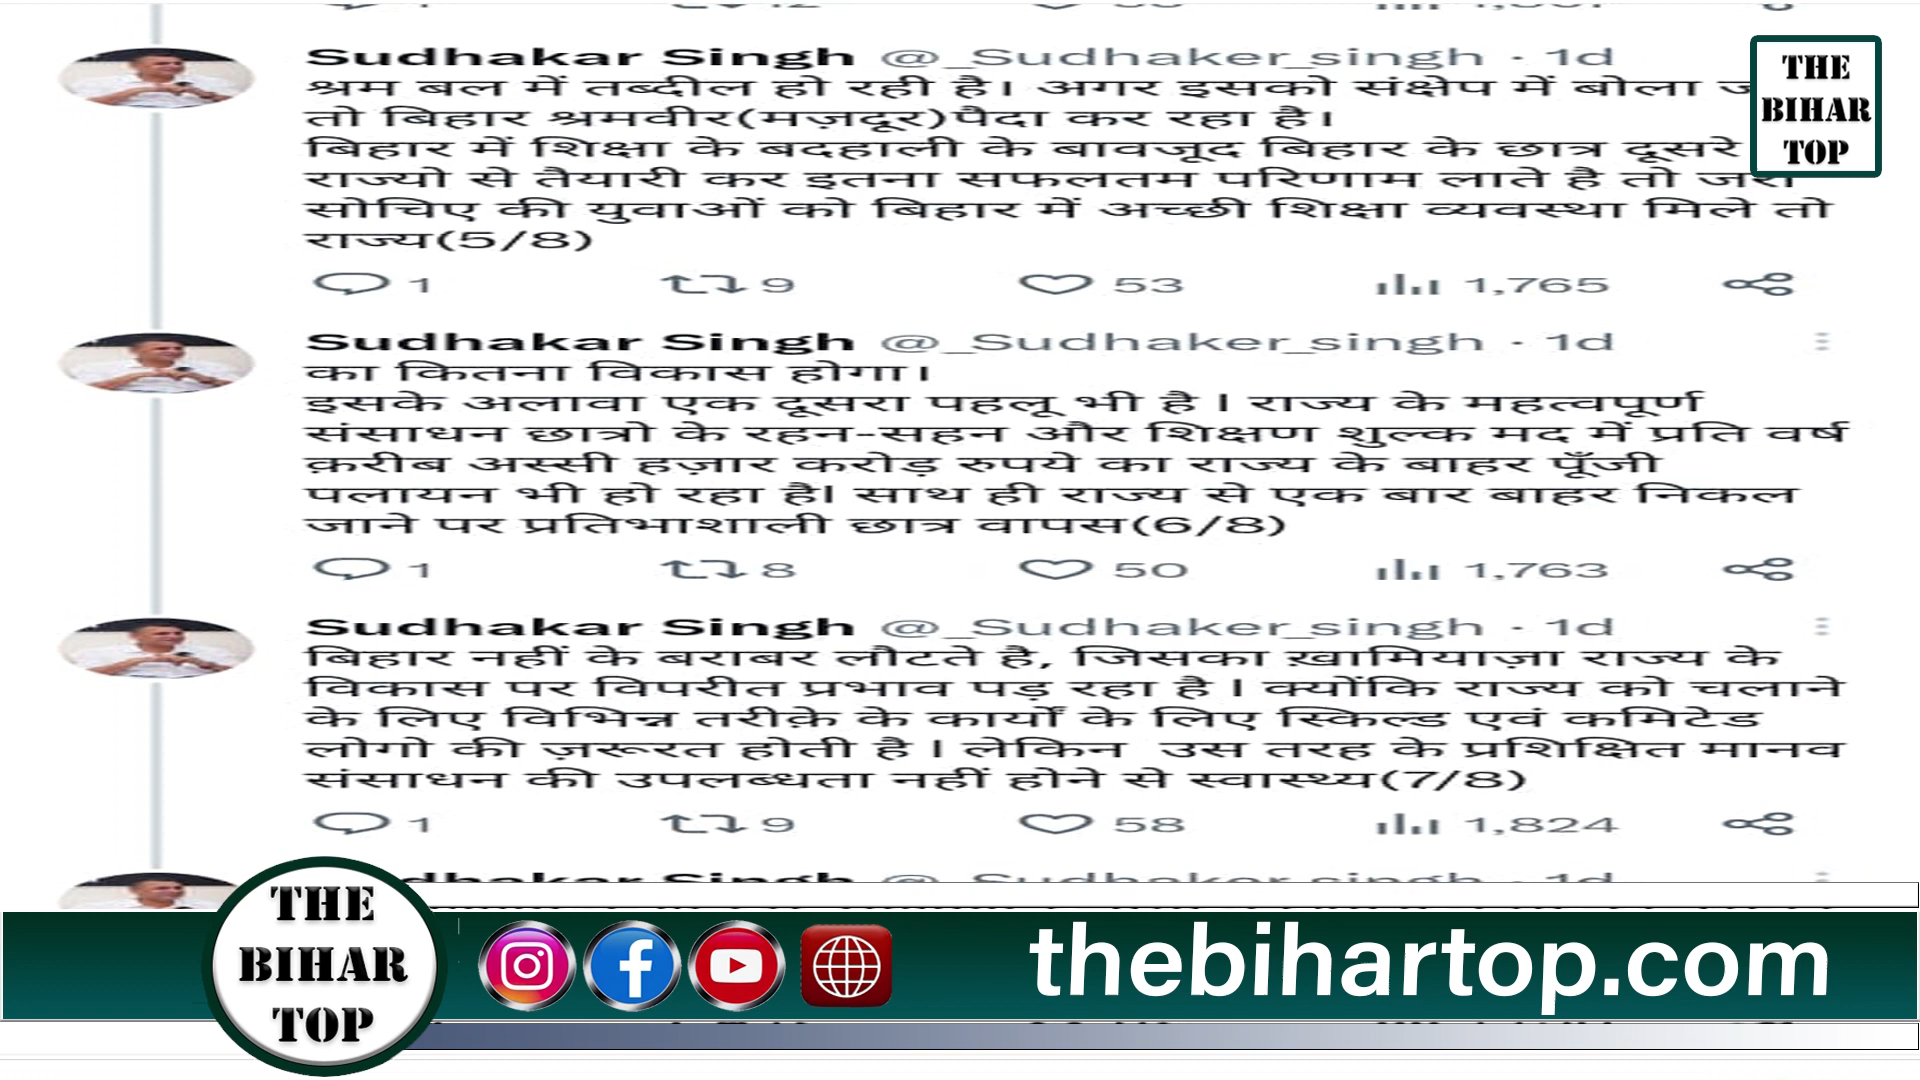 Sudhakar Singh @_Sudhaker_singh · 1d
श्रम बल में तब्दील हो रही है। अगर इसको संक्षेप में बोला
तो बिहार श्रमवीर(मज़दूर)पैदा कर रहा है।
बिहार में शिक्षा के बदहाली के बावजूद बिहार के छात्र दूसरे
राज्यो से तैयारी कर इतना सफलतम परिणाम लाते है तो जरा
सोचिए की युवाओं को बिहार में अच्छी शिक्षा व्यवस्था मिले तो
राज्य(5/8)
1 9 53 1,765
THE
BIHAR
TOP
Sudhakar Singh @_Sudhaker_singh · 1d
का कितना विकास होगा।
इसके अलावा एक दूसरा पहलू भी है । राज्य के महत्वपूर्ण
संसाधन छात्रो के रहन-सहन और शिक्षण शुल्क मद में प्रति वर्ष
क़रीब अस्सी हज़ार करोड़ रुपये का राज्य के बाहर पूँजी
पलायन भी हो रहा है। साथ ही राज्य से एक बार बाहर निकल
जाने पर प्रतिभाशाली छात्र वापस(6/8)
1 8 50 1,763
Sudhakar Singh @_Sudhaker_singh · 1d
बिहार नहीं के बराबर लौटते है, जिसका ख़ामियाज़ा राज्य के
विकास पर विपरीत प्रभाव पड़ रहा है । क्योंकि राज्य को चलाने
के लिए विभिन्न तरीक़े के कार्यों के लिए स्किल्ड एवं कमिटेड
लोगो की ज़रूरत होती है । लेकिन उस तरह के प्रशिक्षित मानव
संसाधन की उपलब्धता नहीं होने से स्वास्थ्य(7/8)
1 9 58 1,824
THE
BIHAR
TOP
thebihartop.com